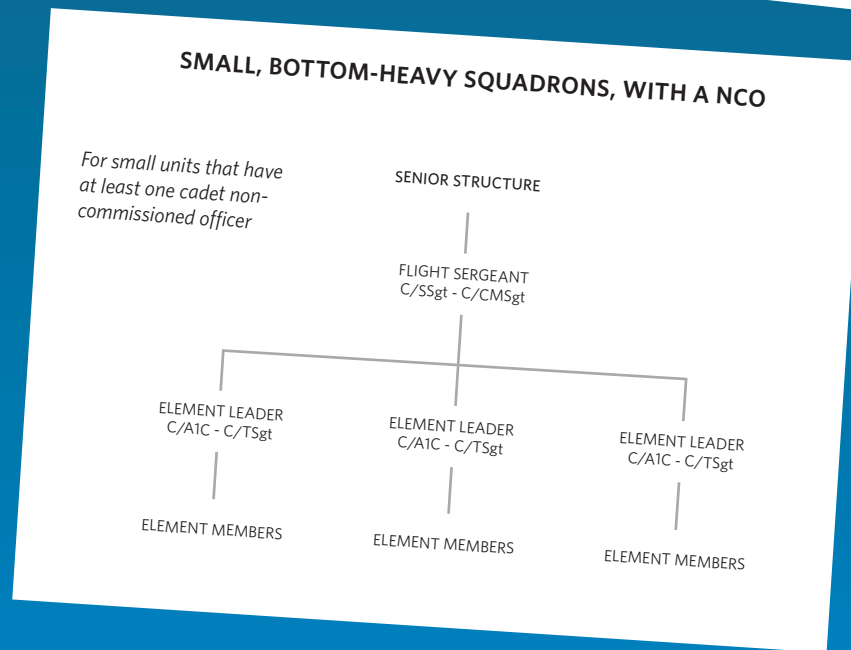 SMALL, BOTTOM-HEAVY SQUADRONS, WITH A NCO
For small units that have
at least one cadet non-
commissioned officer
SENIOR STRUCTURE
FLIGHT SERGEANT
C/SSgt - C/CMSgt
ELEMENT LEADER
C/A1C - C/TSgt
ELEMENT LEADER
C/A1C - C/TSgt
ELEMENT LEADER
C/A1C - C/TSgt
ELEMENT MEMBERS
ELEMENT MEMBERS
ELEMENT MEMBERS